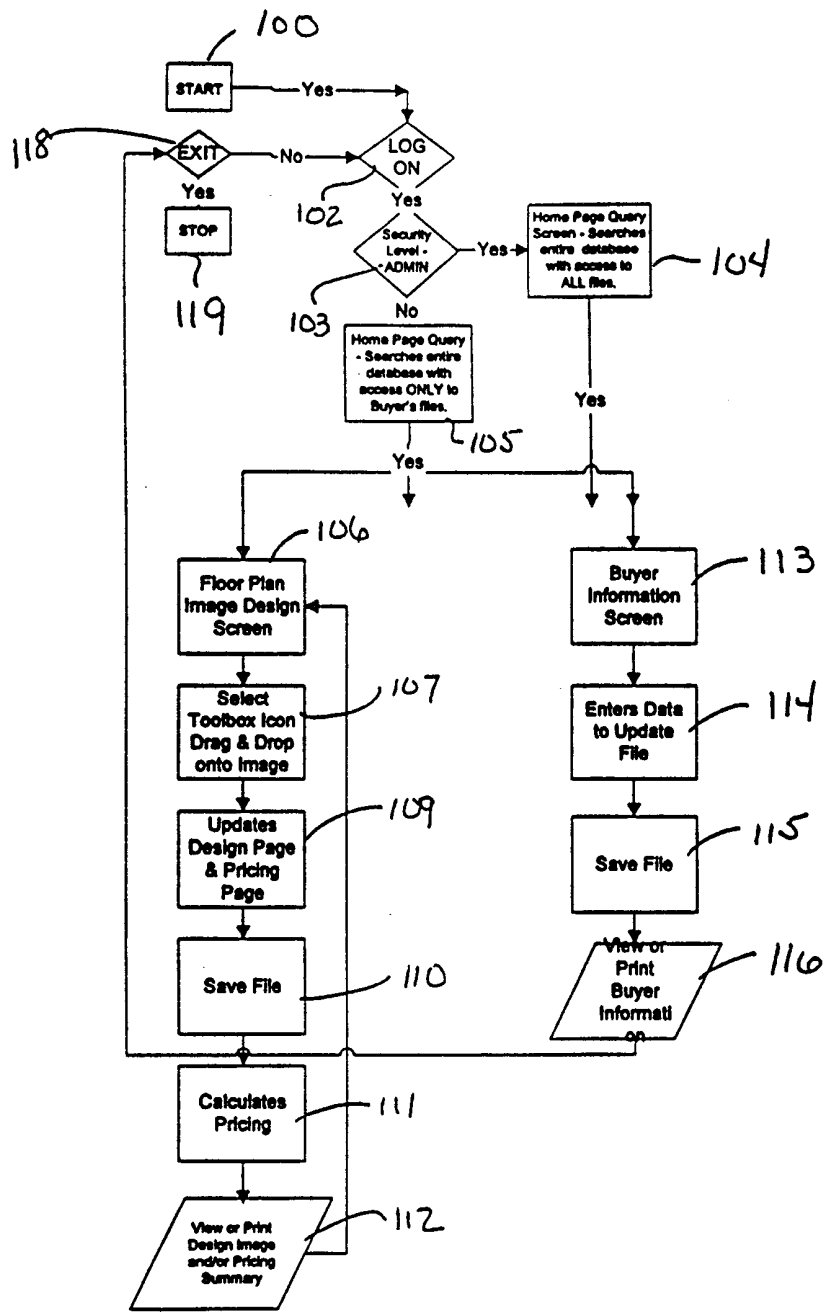 100
START
Yes
118
EXIT
No
LOG
ON
102
Yes
Yes
STOP
119
Security
Level -
-ADMIN
Yes
103
No
Home Page Query
Screen - Searches
entire database
with access to
ALL files.
104
Home Page Query
- Searches entire
database with
access ONLY to
Buyer's files.
105
Yes
Yes
106
Floor Plan
Image Design
Screen
Buyer
Information
Screen
113
Select
Toolbox Icon
Drag & Drop
onto Image
107
Enters Data
to Update
File
114
Updates
Design Page
& Pricing
Page
109
Save File
115
Save File
110
View or
Print
Buyer
Informati
on
116
Calculates
Pricing
111
View or Print
Design Image
and/or Pricing
Summary
112